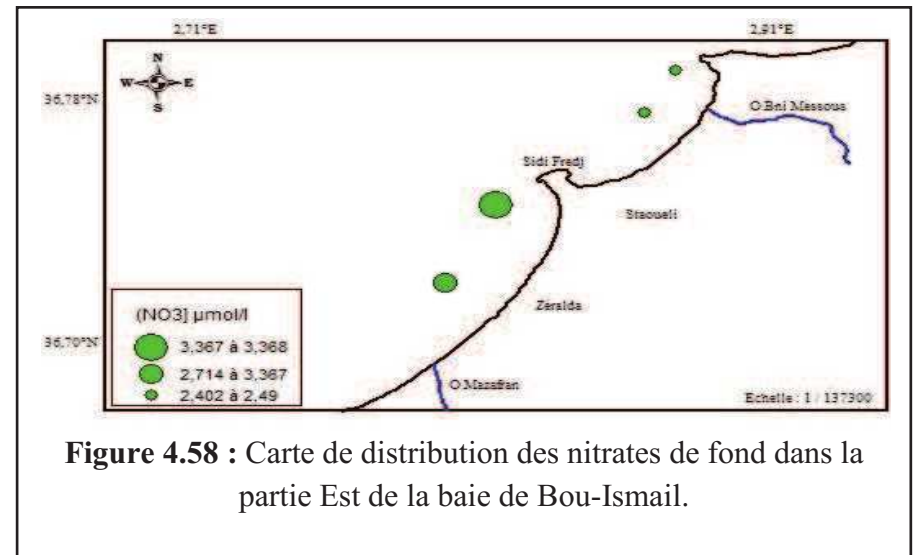 2,71°E
2,91°E
N
W
E
S
36,78°N
O.Bni Messous
Sidi Fredj
Staoueli
Zéralda
36,70°N
O.Mazafran
Echelle : 1 / 137300
(NO3] µmol/l
3,367 à 3,368
2,714 à 3,367
2,402 à 2,49
Figure 4.58 : Carte de distribution des nitrates de fond dans la
partie Est de la baie de Bou-Ismail.